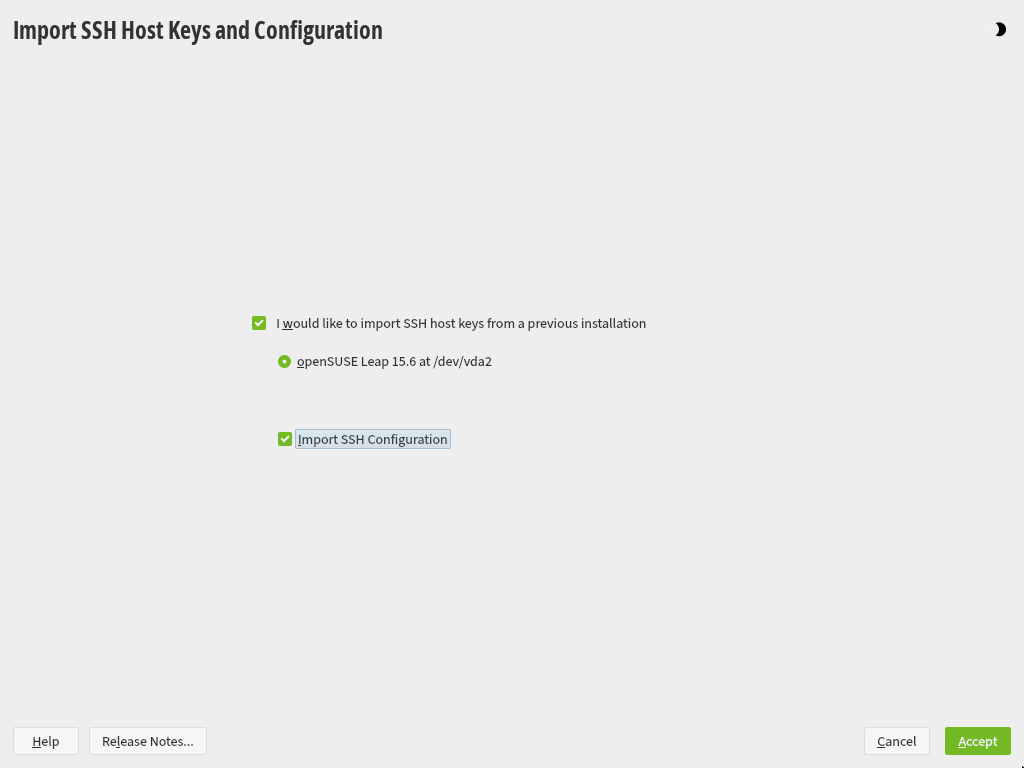 Import SSH Host Keys and Configuration
I would like to import SSH host keys from a previous installation
openSUSE Leap 15.6 at /dev/vda2
Import SSH Configuration
Help
Release Notes...
Cancel
Accept